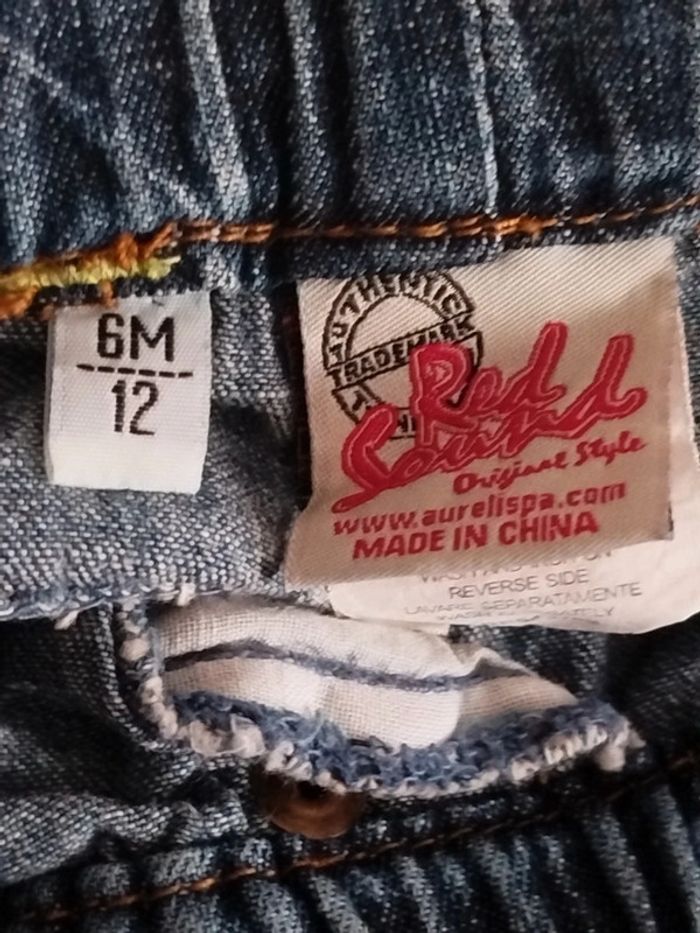 6M
12
AUTHENTIC
TRADEMARK
Red
Sound
Original Style
www.aurelispa.com
MADE IN CHINA
REVERSE SIDE
LAVARE SEPARATAMENTE